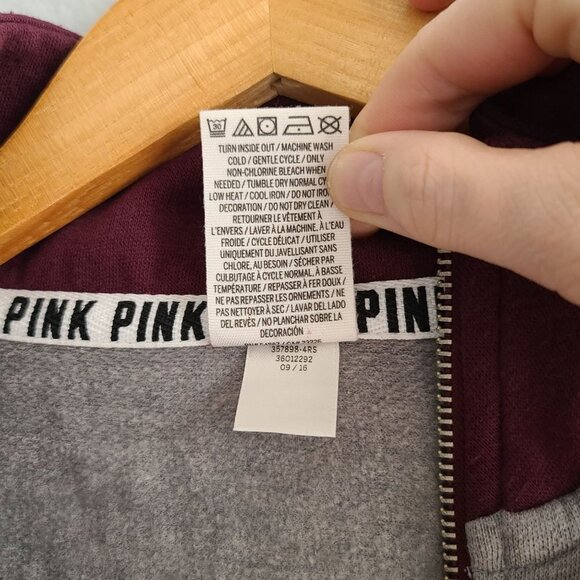 30
TURN INSIDE OUT / MACHINE WASH
COLD / GENTLE CYCLE / ONLY
NON-CHLORINE BLEACH WHEN
NEEDED / TUMBLE DRY NORMAL CY
LOW HEAT / COOL IRON / DO NOT IRON
DECORATION / DO NOT DRY CLEAN /
RETOURNER LE VÊTEMENT À
L'ENVERS / LAVER À LA MACHINE. À L'EAU
FROIDE / CYCLE DÉLICAT / UTILISER
UNIQUEMENT DU JAVELLISANT SANS
CHLORE, AU BESOIN / SÉCHER PAR
CULBUTAGE À CYCLE NORMAL, À BASSE
TEMPÉRATURE / REPASSER À FER DOUX /
NE PAS REPASSER LES ORNEMENTS / NE
PAS NETTOYER À SEC / LAVAR DEL LADO
DEL REVÉS / NO PLANCHAR SOBRE LA
DECORACIÓN
PINK PINK PIN
357898-4RS
36012292
09 / 16